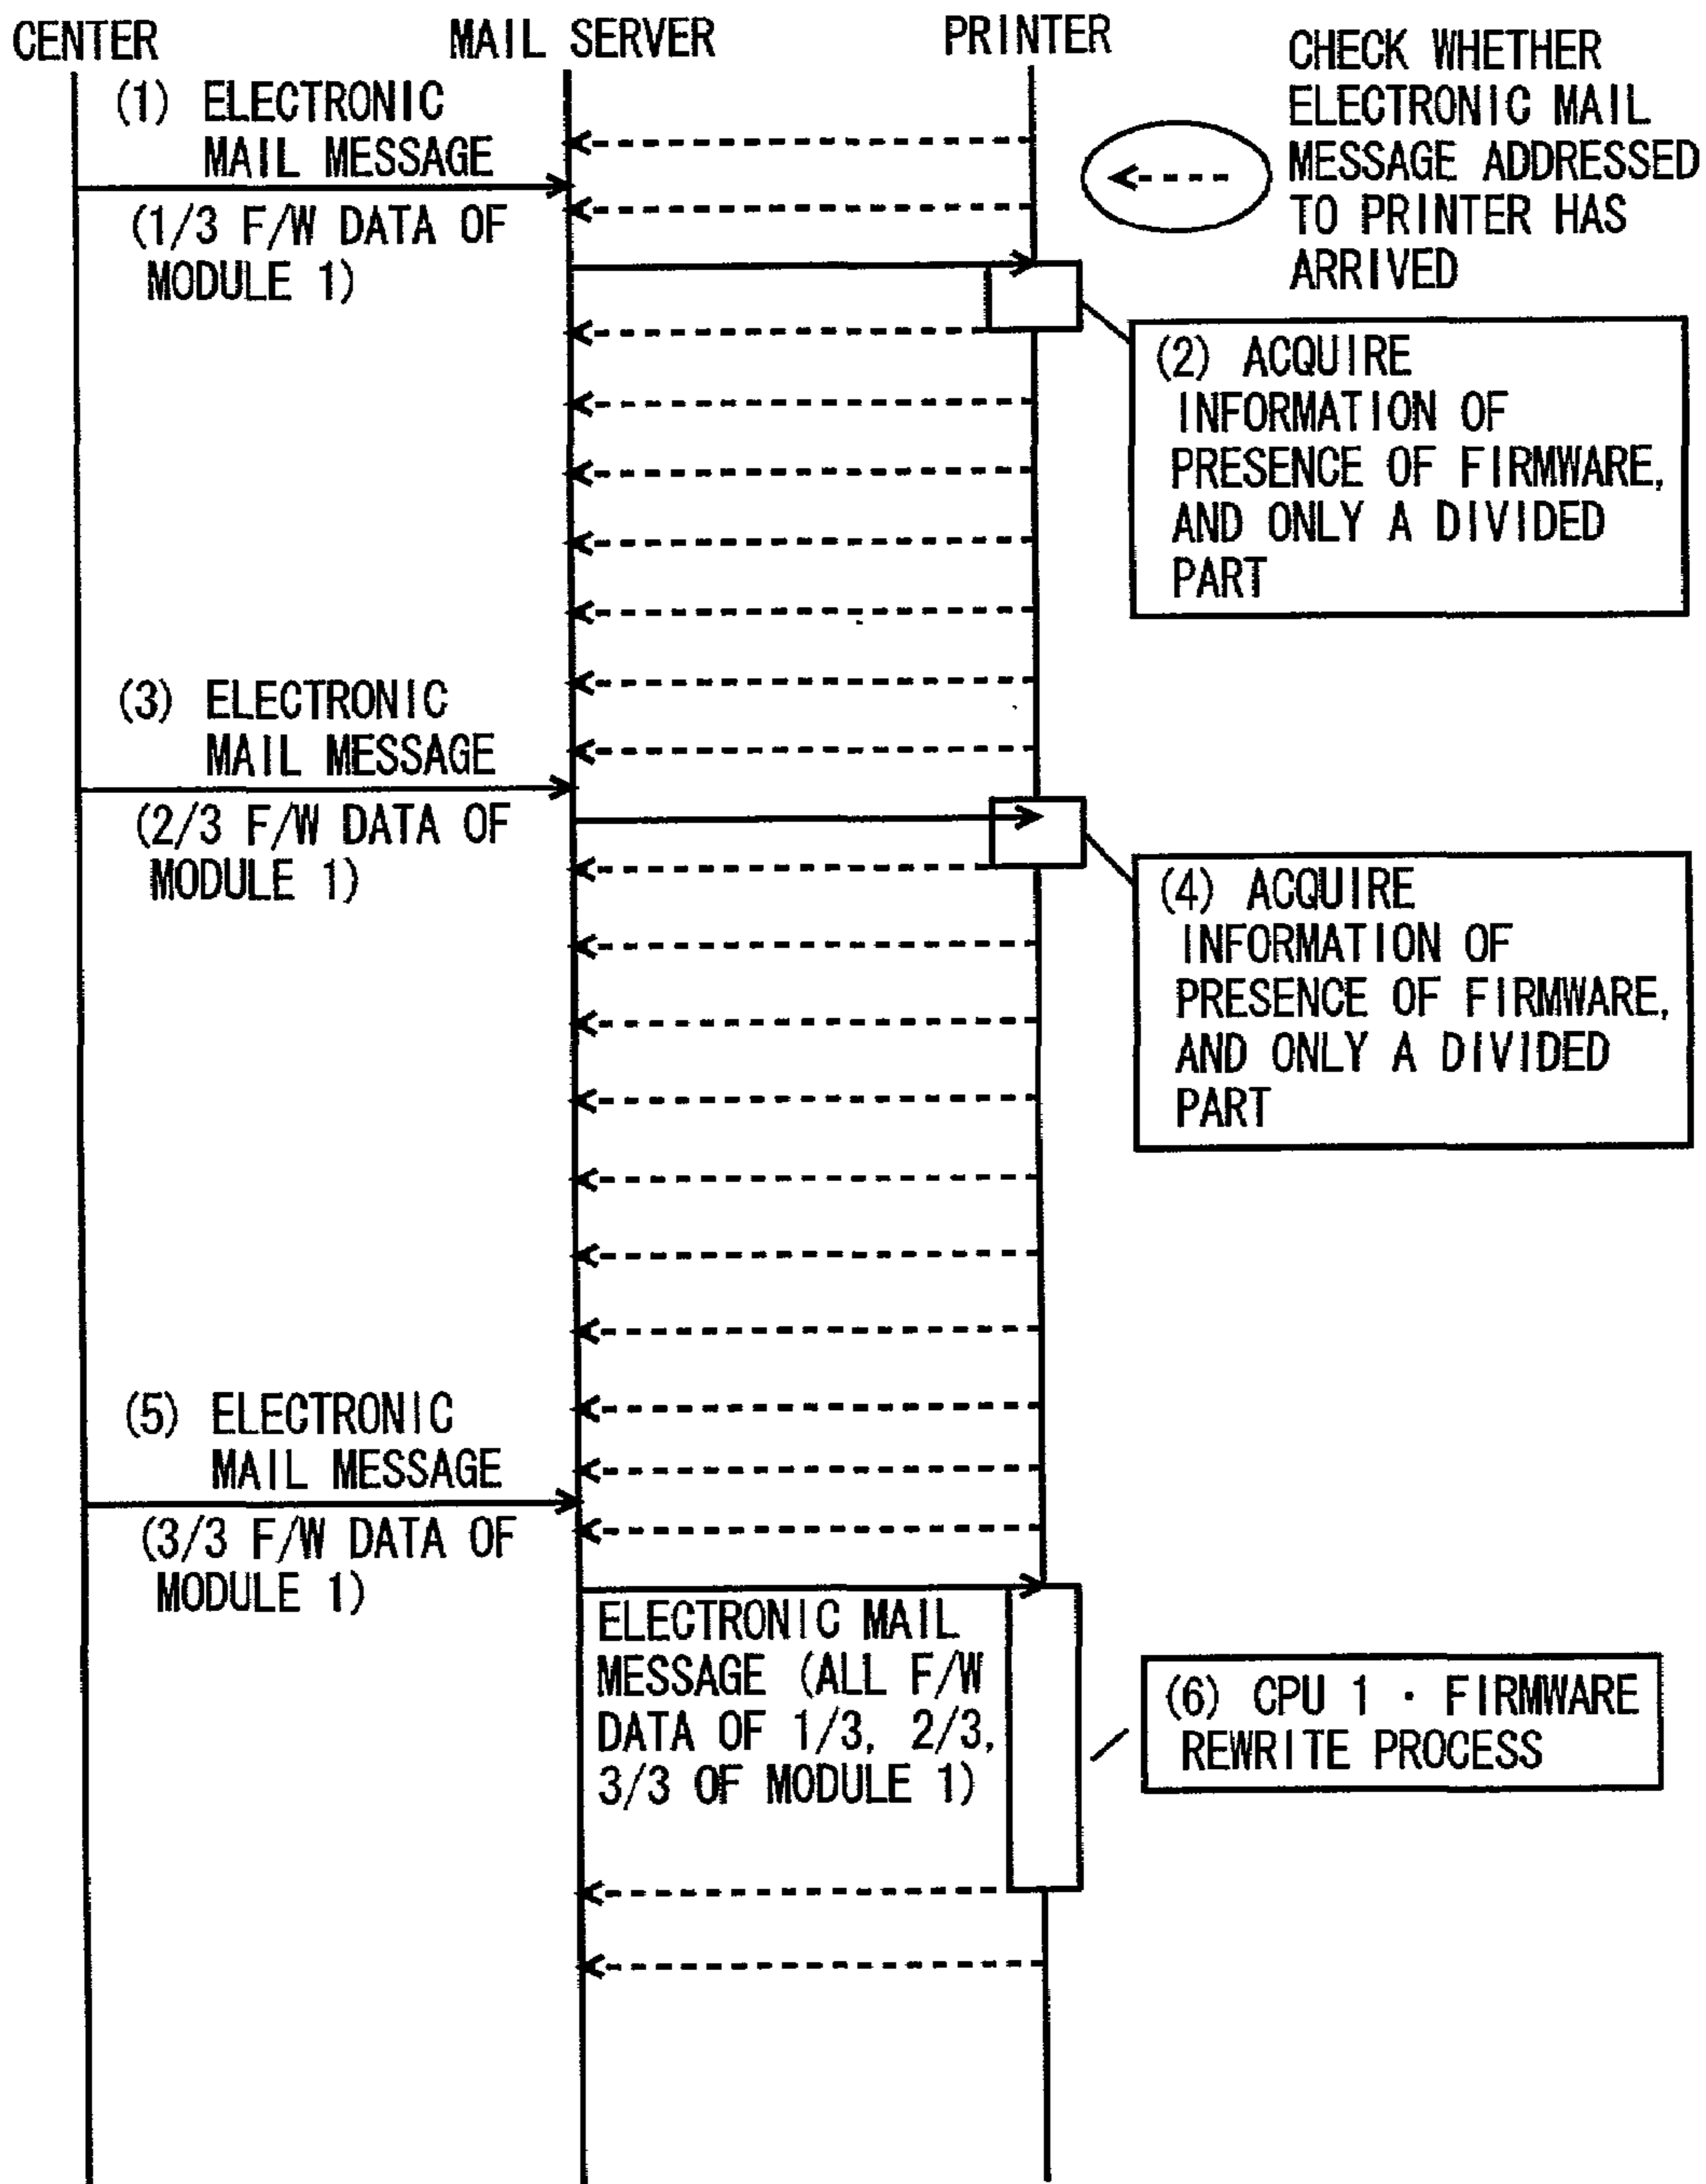 CENTER
MAIL SERVER
PRINTER
CHECK WHETHER
ELECTRONIC MAIL
MESSAGE ADDRESSED
TO PRINTER HAS
ARRIVED
(1) ELECTRONIC
MAIL MESSAGE
(1/3 F/W DATA OF
MODULE 1)
(2) ACQUIRE
INFORMATION OF
PRESENCE OF FIRMWARE,
AND ONLY A DIVIDED
PART
(3) ELECTRONIC
MAIL MESSAGE
(2/3 F/W DATA OF
MODULE 1)
(4) ACQUIRE
INFORMATION OF
PRESENCE OF FIRMWARE,
AND ONLY A DIVIDED
PART
(5) ELECTRONIC
MAIL MESSAGE
(3/3 F/W DATA OF
MODULE 1)
ELECTRONIC MAIL
MESSAGE (ALL F/W
DATA OF 1/3, 2/3,
3/3 OF MODULE 1)
(6) CPU 1 · FIRMWARE
REWRITE PROCESS